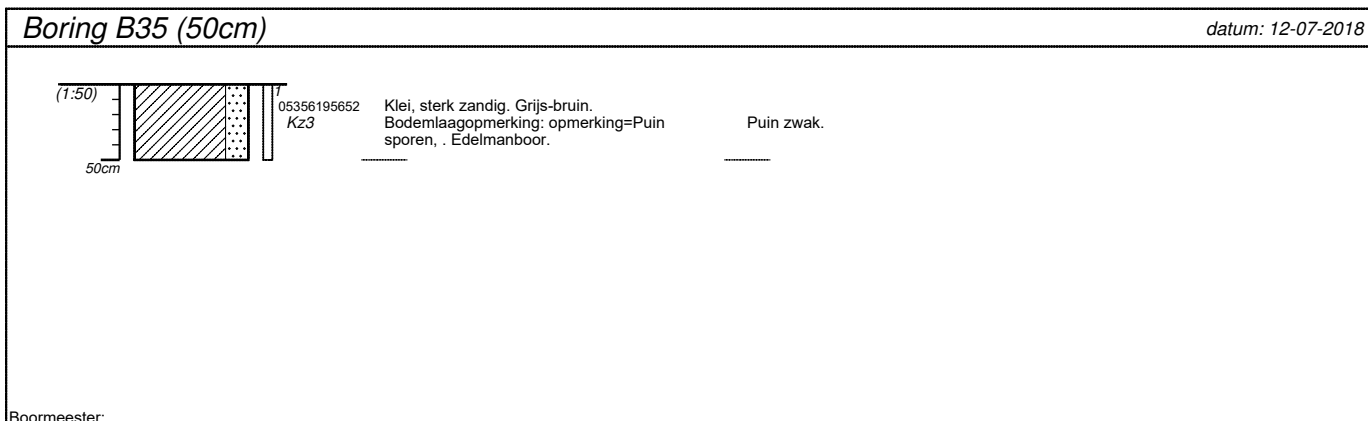 Boring B35 (50cm)
datum: 12-07-2018
(1:50)
1
05356195652
Klei, sterk zandig. Grijs-bruin.
Kz3
Bodemlaagopmerking: opmerking=Puin
Puin zwak.
sporen, . Edelmanboor.
50cm
Boormeester: